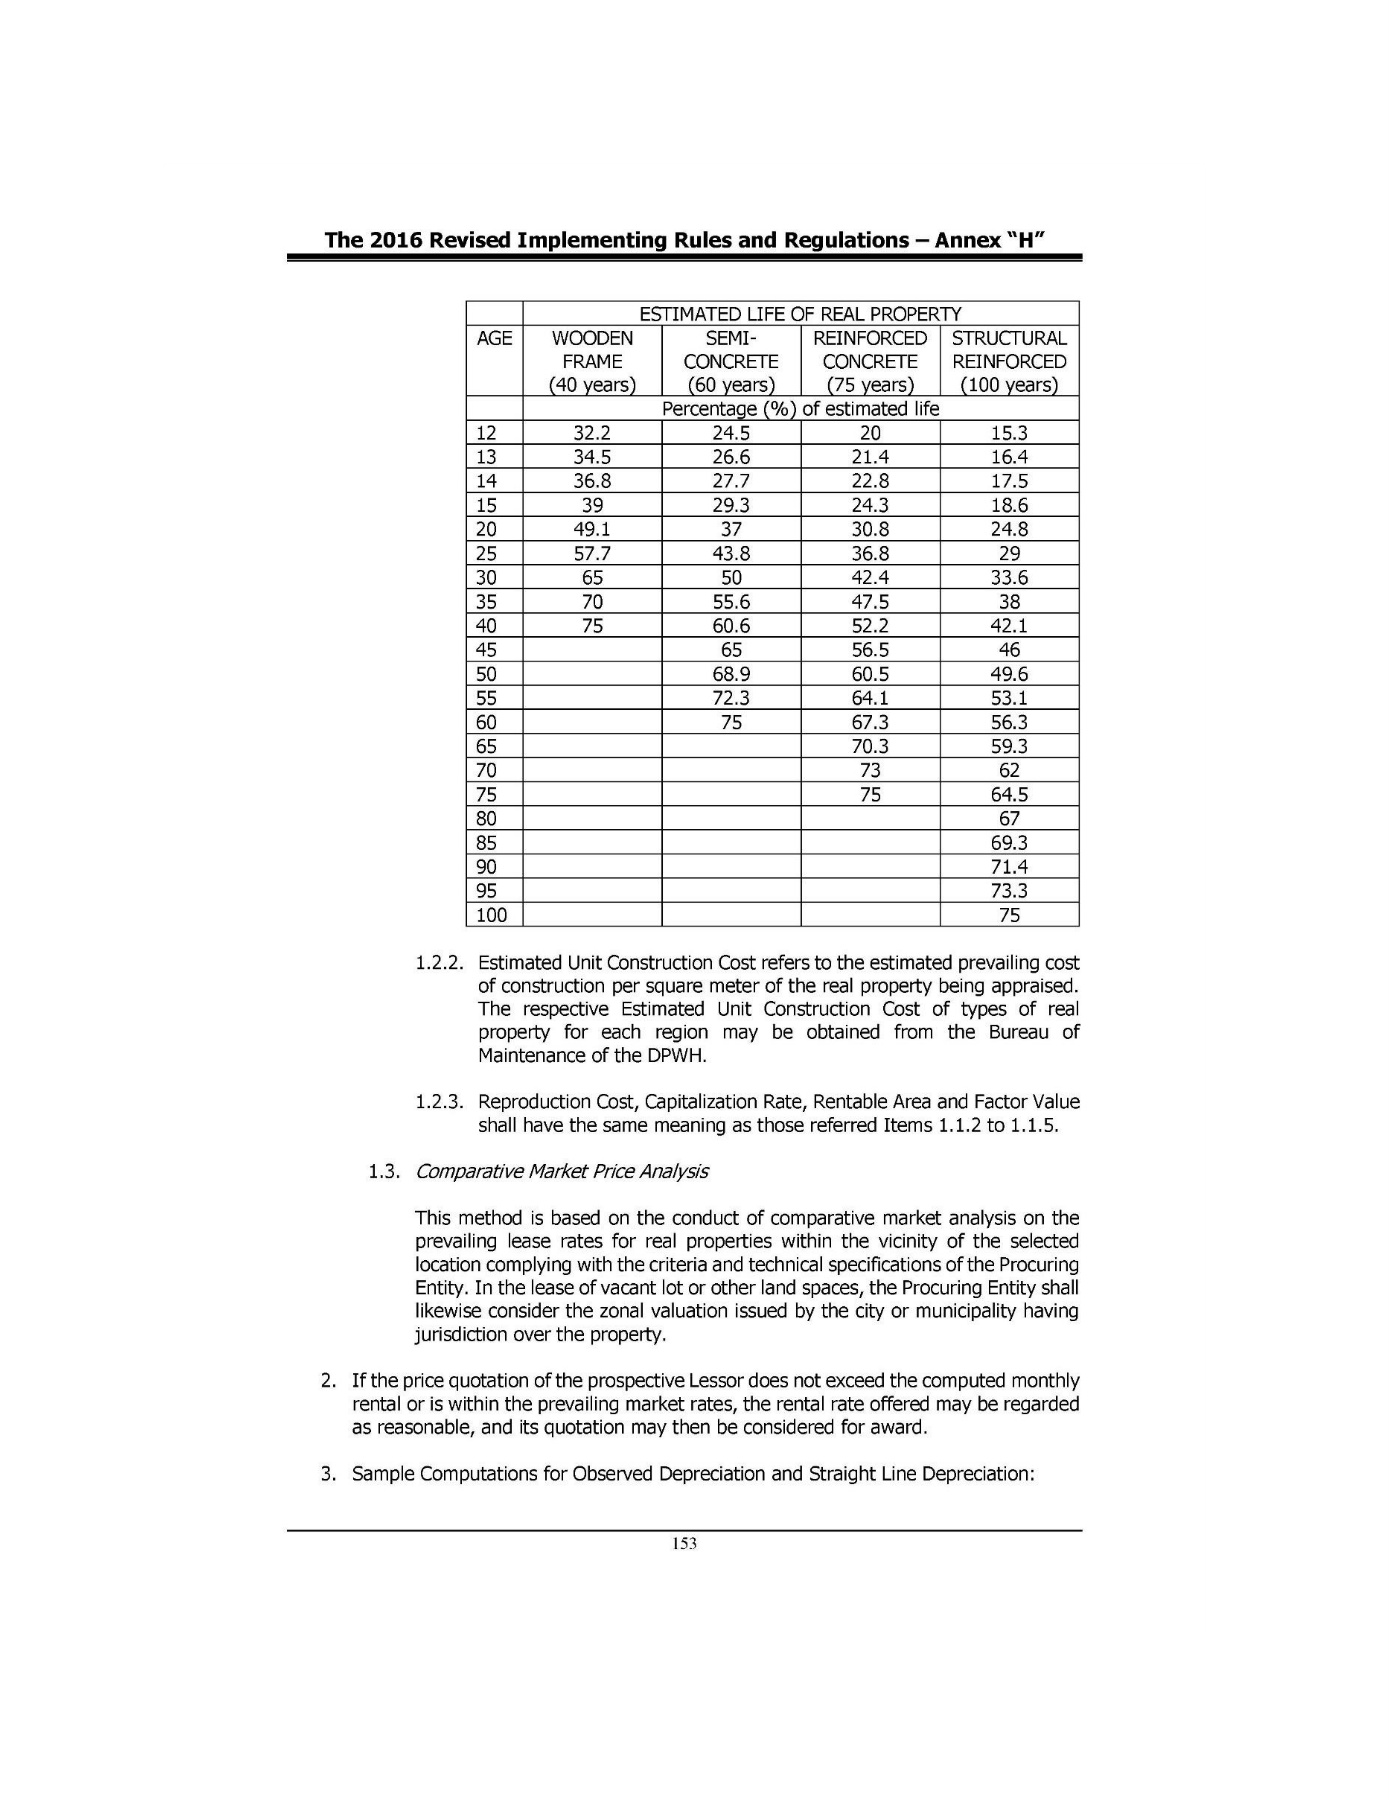 The 2016 Revised Implementing Rules and Regulations – Annex “H”
ESTIMATED LIFE OF REAL PROPERTY
AGE WOODEN SEMI- REINFORCED STRUCTURAL
FRAME CONCRETE CONCRETE REINFORCED
(40 years) (60 years) (75 years) (100 years)
Percentage (%) of estimated life
12 32.2 24.5 20 15.3
13 34.5 26.6 21.4 16.4
14 36.8 27.7 22.8 17.5
15 39 29.3 24.3 18.6
20 49.1 37 30.8 24.8
25 57.7 43.8 36.8 29
30 65 50 42.4 33.6
35 70 55.6 47.5 38
40 75 60.6 52.2 42.1
45 65 56.5 46
50 68.9 60.5 49.6
55 72.3 64.1 53.1
60 75 67.3 56.3
65 70.3 59.3
70 73 62
75 75 64.5
80 67
85 69.3
90 71.4
95 73.3
100 75
1.2.2. Estimated Unit Construction Cost refers to the estimated prevailing cost
of construction per square meter of the real property being appraised.
The respective Estimated Unit Construction Cost of types of real
property for each region may be obtained from the Bureau of
Maintenance of the DPWH.
1.2.3. Reproduction Cost, Capitalization Rate, Rentable Area and Factor Value
shall have the same meaning as those referred Items 1.1.2 to 1.1.5.
1.3. Comparative Market Price Analysis
This method is based on the conduct of comparative market analysis on the
prevailing lease rates for real properties within the vicinity of the selected
location complying with the criteria and technical specifications of the Procuring
Entity. In the lease of vacant lot or other land spaces, the Procuring Entity shall
likewise consider the zonal valuation issued by the city or municipality having
jurisdiction over the property.
2. If the price quotation of the prospective Lessor does not exceed the computed monthly
rental or is within the prevailing market rates, the rental rate offered may be regarded
as reasonable, and its quotation may then be considered for award.
3. Sample Computations for Observed Depreciation and Straight Line Depreciation:
153